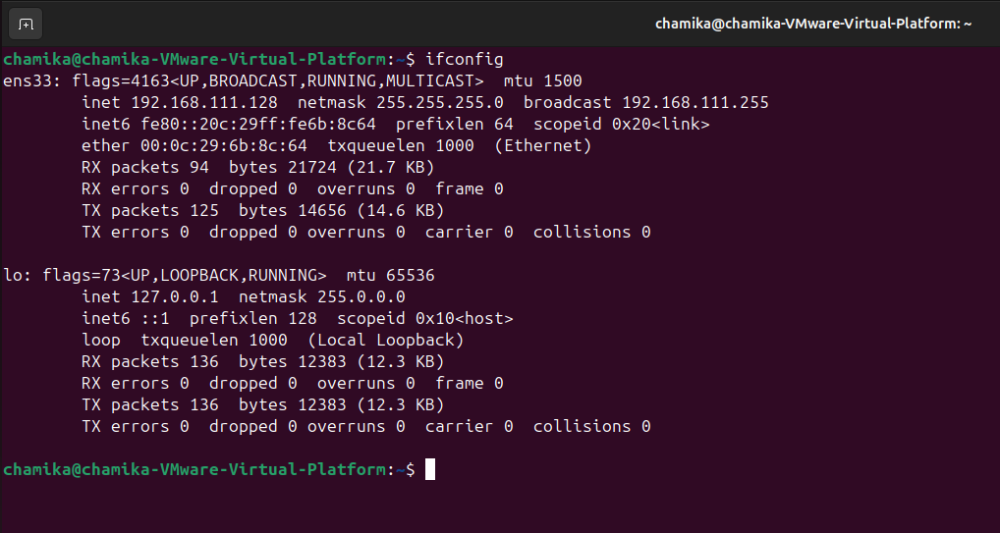 chamika@chamika-VMware-Virtual-Platform: ~
chamika@chamika-VMware-Virtual-Platform:~$ ifconfig
ens33: flags=4163<UP,BROADCAST,RUNNING,MULTICAST>  mtu 1500
        inet 192.168.111.128  netmask 255.255.255.0  broadcast 192.168.111.255
        inet6 fe80::20c:29ff:fe6b:8c64  prefixlen 64  scopeid 0x20<link>
        ether 00:0c:29:6b:8c:64  txqueuelen 1000  (Ethernet)
        RX packets 94  bytes 21724 (21.7 KB)
        RX errors 0  dropped 0  overruns 0  frame 0
        TX packets 125  bytes 14656 (14.6 KB)
        TX errors 0  dropped 0 overruns 0  carrier 0  collisions 0

lo: flags=73<UP,LOOPBACK,RUNNING>  mtu 65536
        inet 127.0.0.1  netmask 255.0.0.0
        inet6 ::1  prefixlen 128  scopeid 0x10<host>
        loop  txqueuelen 1000  (Local Loopback)
        RX packets 136  bytes 12383 (12.3 KB)
        RX errors 0  dropped 0  overruns 0  frame 0
        TX packets 136  bytes 12383 (12.3 KB)
        TX errors 0  dropped 0 overruns 0  carrier 0  collisions 0

chamika@chamika-VMware-Virtual-Platform:~$